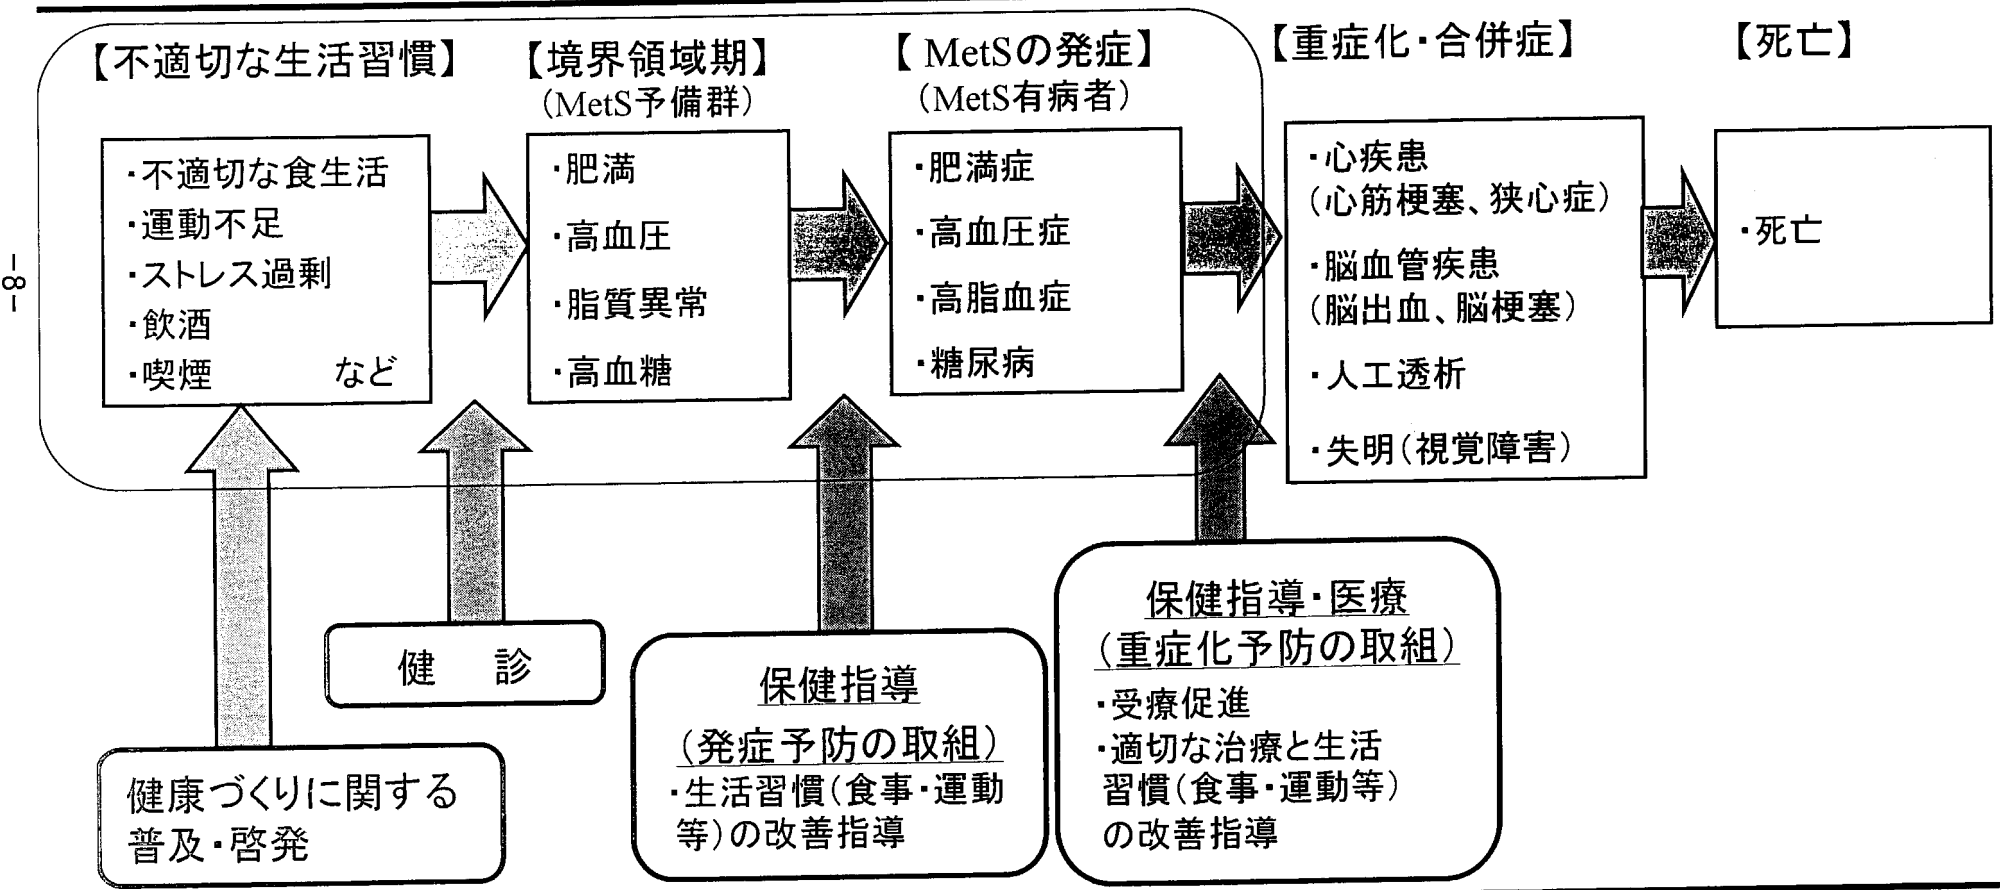 【不適切な生活習慣】
・不適切な食生活
・運動不足
・ストレス過剰
・飲酒
・喫煙 など
【境界領域期】
(MetS予備群)
・肥満
・高血圧
・脂質異常
・高血糖
【MetSの発症】
(MetS有病者)
・肥満症
・高血圧症
・高脂血症
・糖尿病
【重症化・合併症】
・心疾患
(心筋梗塞、狭心症)
・脳血管疾患
(脳出血、脳梗塞)
・人工透析
・失明(視覚障害)
【死亡】
・死亡
健康づくりに関する
普及・啓発
健 診
保健指導
(発症予防の取組)
・生活習慣(食事・運動
等)の改善指導
保健指導・医療
(重症化予防の取組)
・受療促進
・適切な治療と生活
習慣(食事・運動等)
の改善指導
-8-